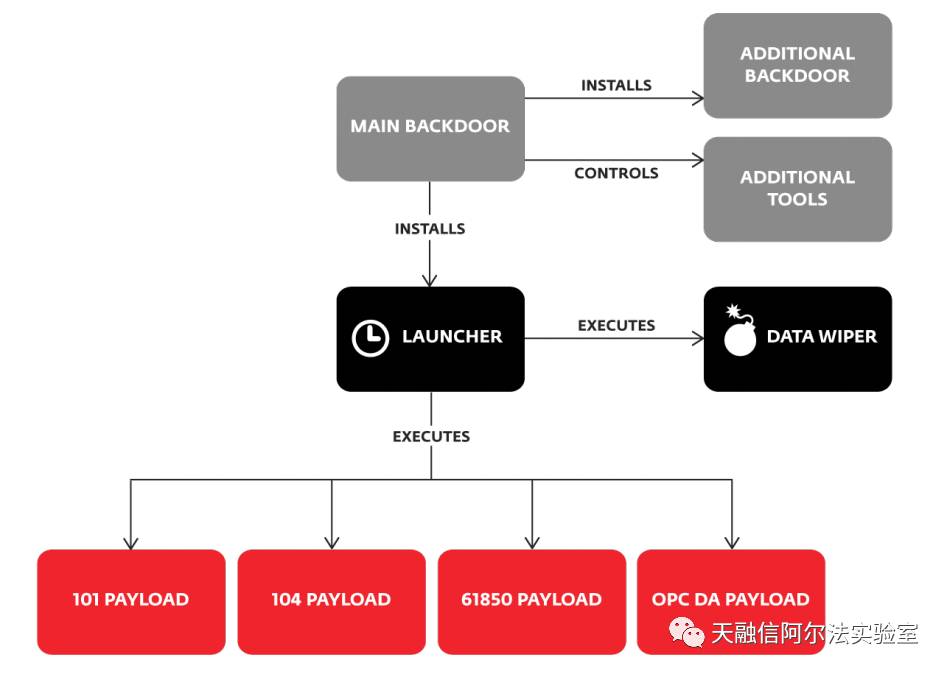 ADDITIONAL
BACKDOOR
INSTALLS
MAIN BACKDOOR
CONTROLS
ADDITIONAL
TOOLS
INSTALLS
LAUNCHER
EXECUTES
DATA WIPER
EXECUTES
101 PAYLOAD
104 PAYLOAD
61850 PAYLOAD
OPC DA PAYLOAD
天融信阿尔法实验室